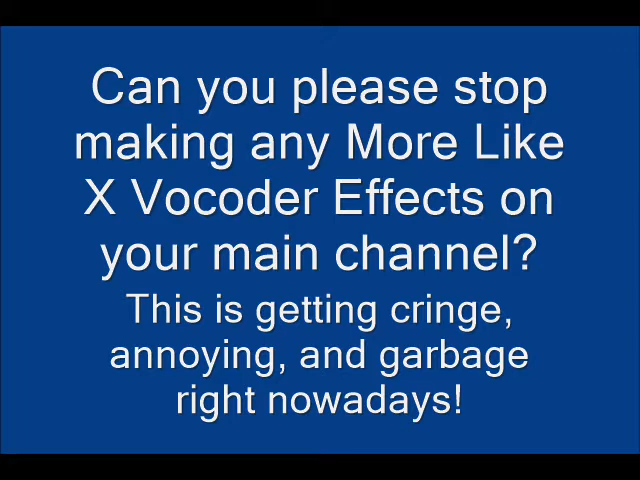 Can you please stop
making any More Like
X Vocoder Effects on
your main channel?
This is getting cringe,
annoying, and garbage
right nowadays!